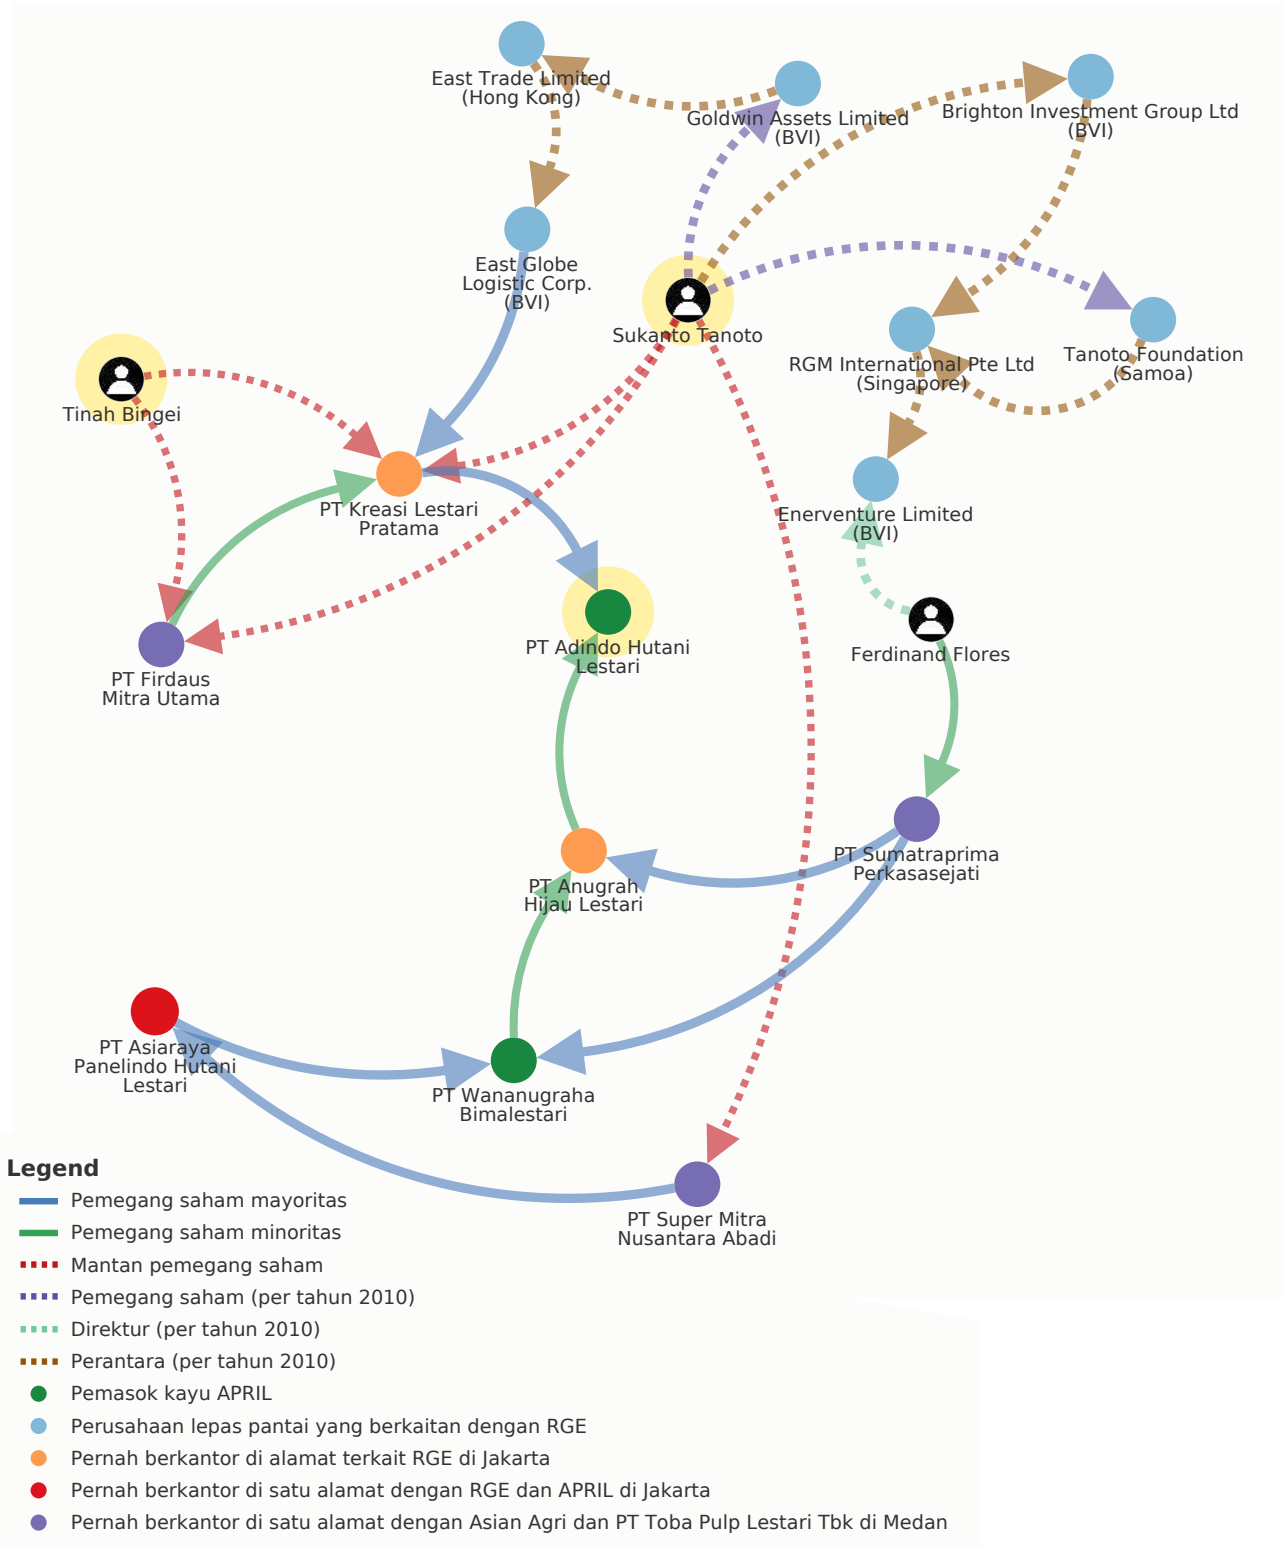 East Trade Limited
(Hong Kong)
Goldwin Assets Limited
(BVI)
Brighton Investment Group Ltd
(BVI)
East Globe
Logistic Corp.
(BVI)
Sukanto Tanoto
RGM International Pte Ltd
(Singapore)
Tanoto Foundation
(Samoa)
Tinah Bingei
PT Kreasi Lestari
Pratama
Enerventure Limited
(BVI)
PT Adindo Hutani
Lestari
Ferdinand Flores
PT Firdaus
Mitra Utama
PT Sumatraprima
Perkasasejati
PT Anugrah
Hijau Lestari
PT Asiaraya
Panelindo Hutani
Lestari
PT Wananugraha
Bimalestari
PT Super Mitra
Nusantara Abadi
Legend
Pemegang saham mayoritas
Pemegang saham minoritas
Mantan pemegang saham
Pemegang saham (per tahun 2010)
Direktur (per tahun 2010)
Perantara (per tahun 2010)
Pemasok kayu APRIL
Perusahaan lepas pantai yang berkaitan dengan RGE
Pernah berkantor di alamat terkait RGE di Jakarta
Pernah berkantor di satu alamat dengan RGE dan APRIL di Jakarta
Pernah berkantor di satu alamat dengan Asian Agri dan PT Toba Pulp Lestari Tbk di Medan